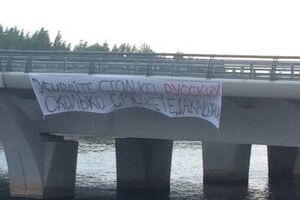 УБИВАЙТЕ СТОЛЬКО РУССКИХ
СКОЛЬКО СМОЖЕТЕ,